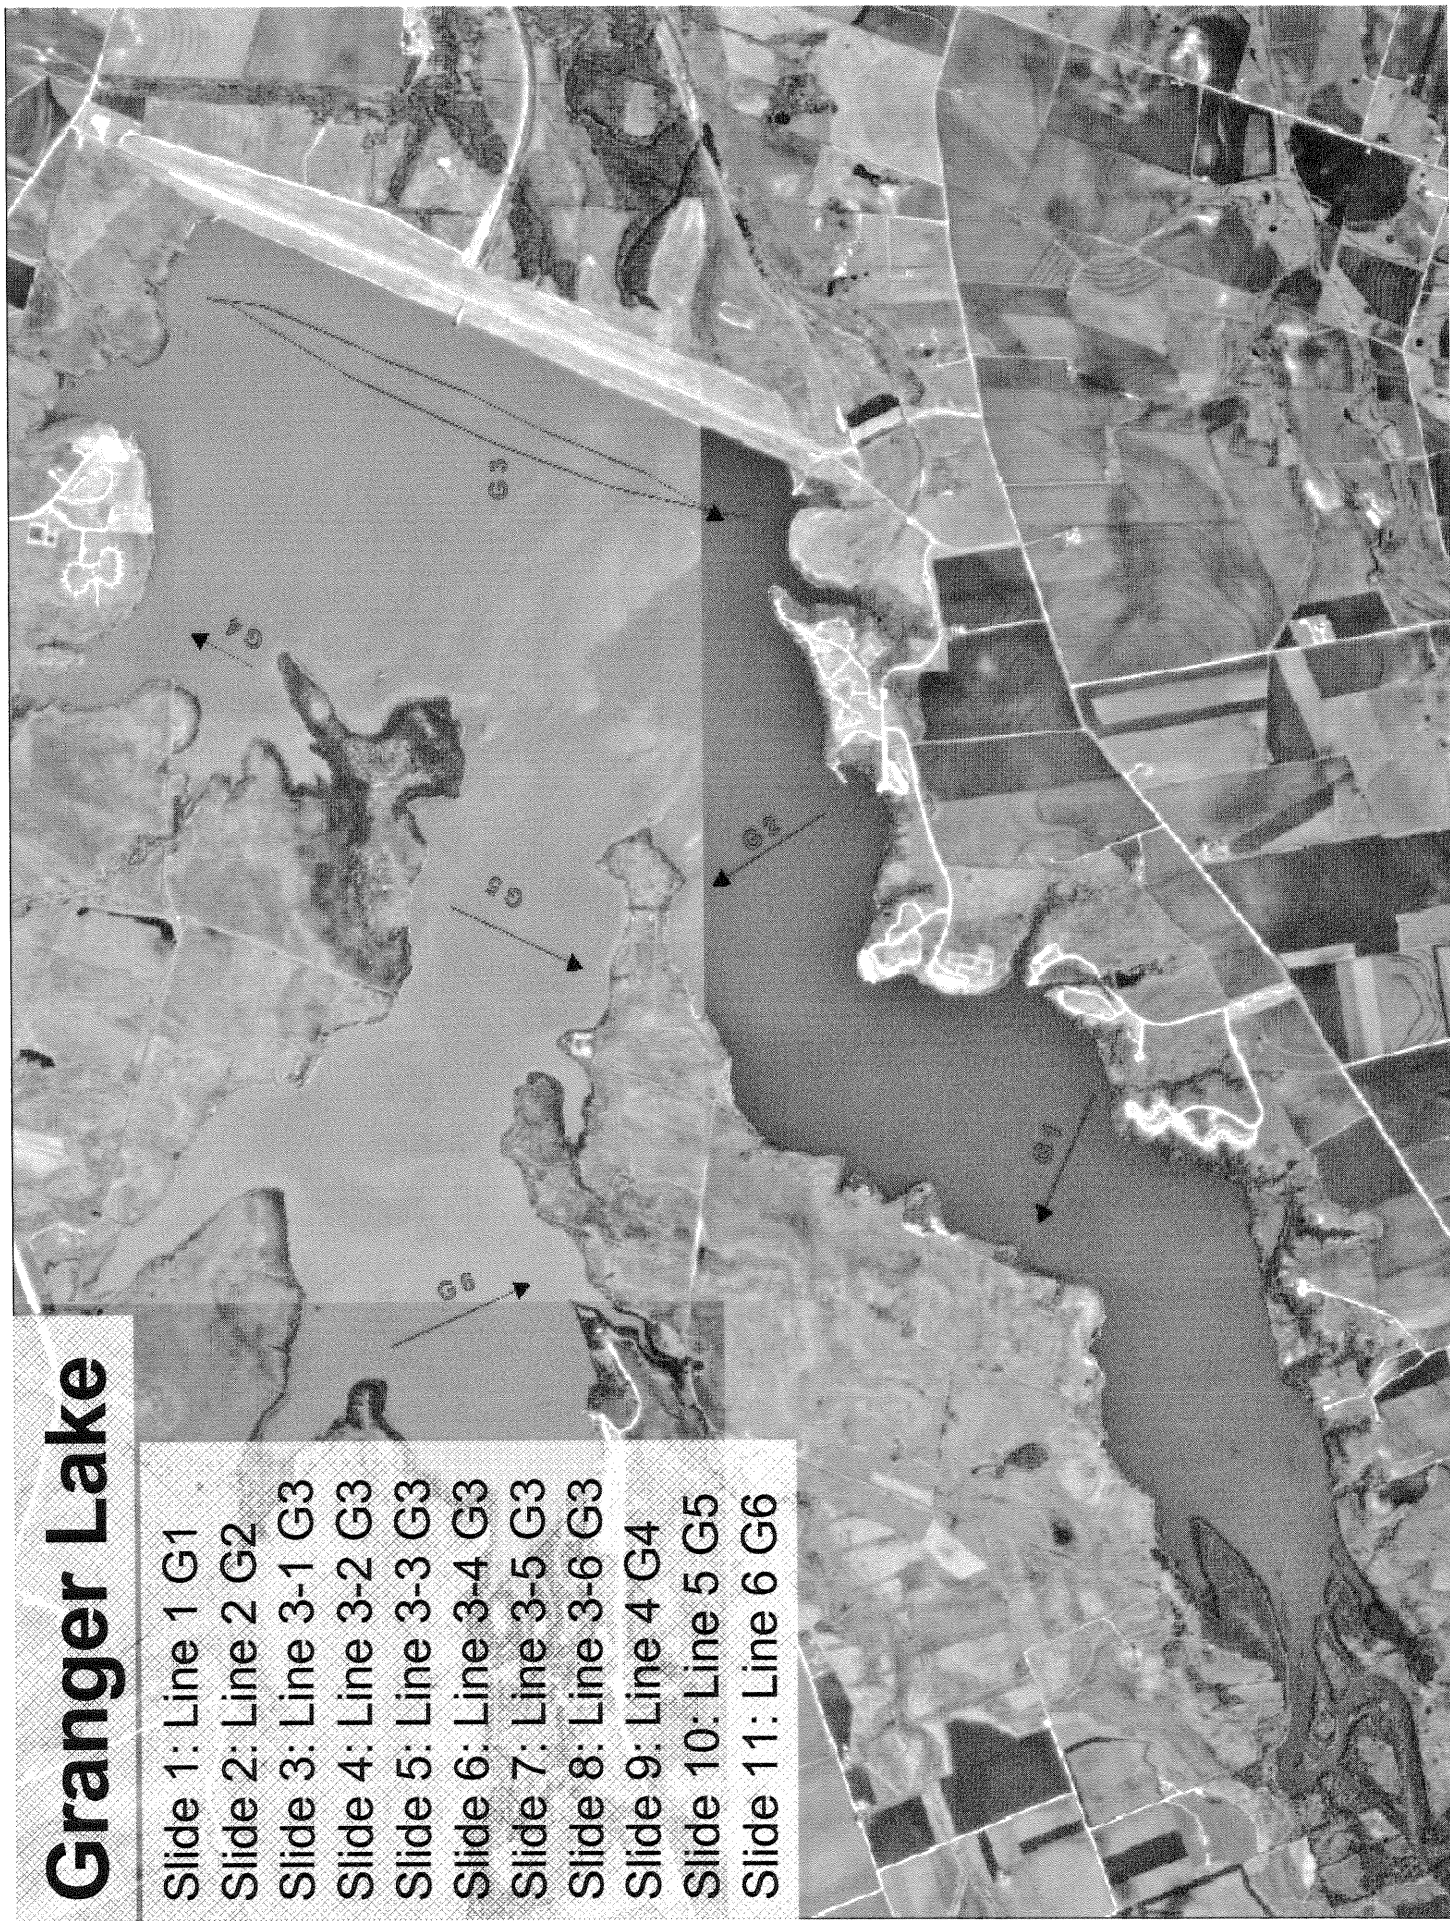 Granger Lake
Slide 1: Line 1 G1
Slide 2: Line 2 G2
Slide 3: Line 3-1 G3
Slide 4: Line 3-2 G3
Slide 5: Line 3-3 G3
Slide 6: Line 3-4 G3
Slide 7: Line 3-5 G3
Slide 8: Line 3-6 G3
Slide 9: Line 4 G4
Slide 10: Line 5 G5
Slide 11: Line 6 G6
G6
G5
G4
G3
G2
G1